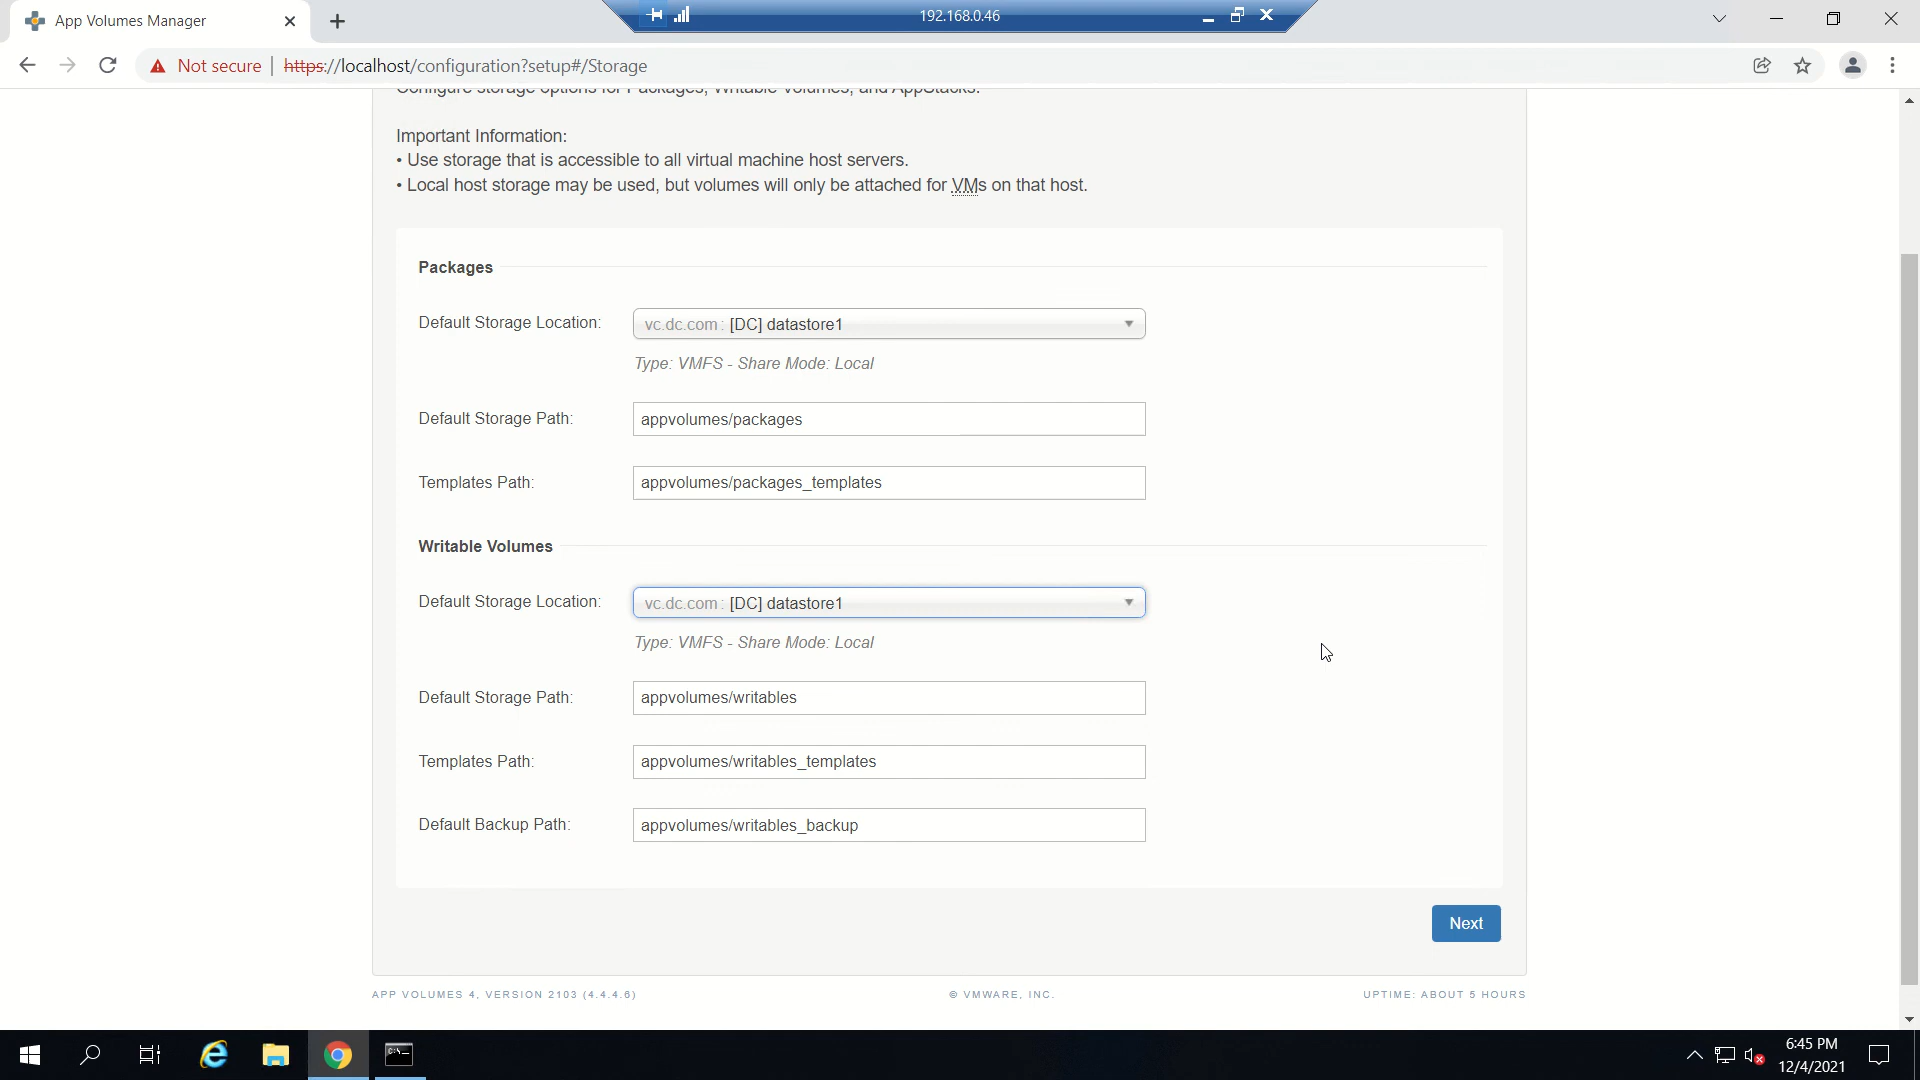 App Volumes Manager
192.168.0.46
Not secure
https://localhost/configuration?setup#/Storage
Configure storage options for Packages, Writable Volumes, and AppStacks.
Important Information:
• Use storage that is accessible to all virtual machine host servers.
• Local host storage may be used, but volumes will only be attached for VMs on that host.
Packages
Default Storage Location:
vc.dc.com: [DC] datastore1
Type: VMFS - Share Mode: Local
Default Storage Path:
appvolumes/packages
Templates Path:
appvolumes/packages_templates
Writable Volumes
Default Storage Location:
vc.dc.com: [DC] datastore1
Type: VMFS - Share Mode: Local
Default Storage Path:
appvolumes/writables
Templates Path:
appvolumes/writables_templates
Default Backup Path:
appvolumes/writables_backup
Next
APP VOLUMES 4, VERSION 2103 (4.4.4.6)
© VMWARE, INC.
UPTIME: ABOUT 5 HOURS
6:45 PM
12/4/2021